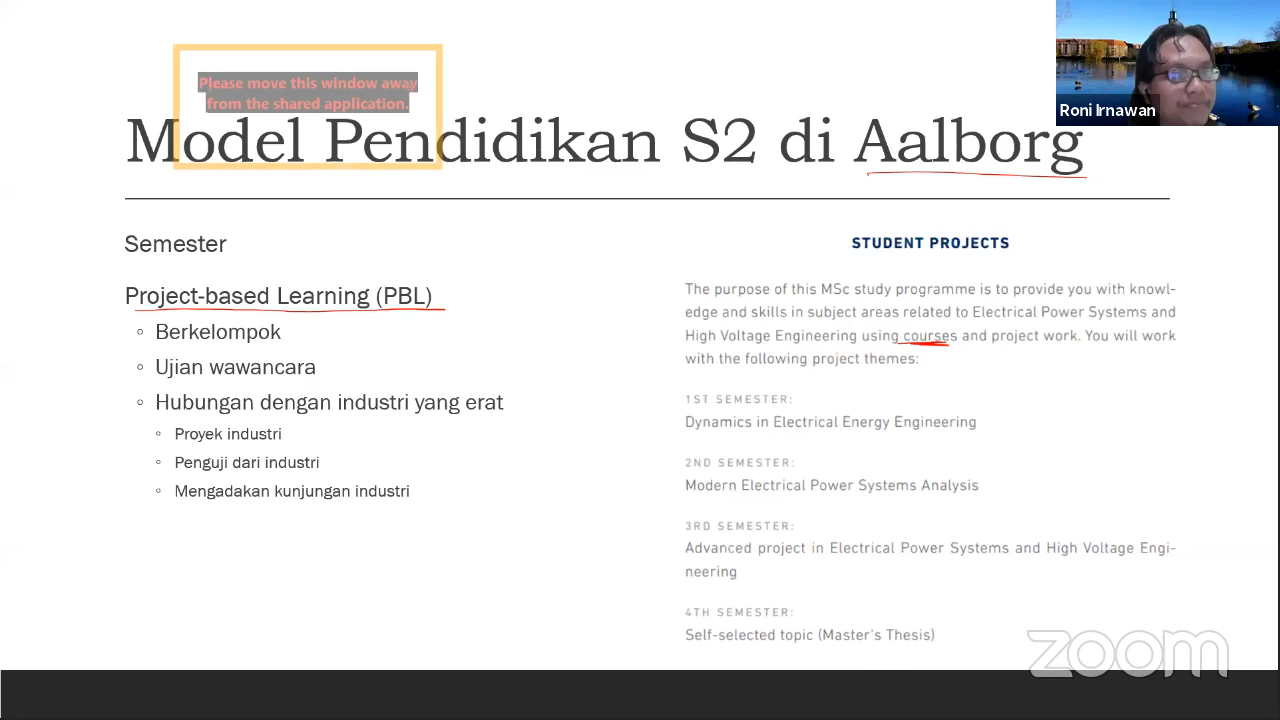 Please move this window away
from the shared application.
Roni Irnawan
Model Pendidikan S2 di Aalborg
Semester
Project-based Learning (PBL)
◦ Berkelompok
◦ Ujian wawancara
◦ Hubungan dengan industri yang erat
◦ Proyek industri
◦ Penguji dari industri
◦ Mengadakan kunjungan industri
STUDENT PROJECTS
The purpose of this MSc study programme is to provide you with knowl-
edge and skills in subject areas related to Electrical Power Systems and
High Voltage Engineering using courses and project work. You will work
with the following project themes:
1ST SEMESTER:
Dynamics in Electrical Energy Engineering
2ND SEMESTER:
Modern Electrical Power Systems Analysis
3RD SEMESTER:
Advanced project in Electrical Power Systems and High Voltage Engi-
neering
4TH SEMESTER:
Self-selected topic (Master's Thesis)
zoom